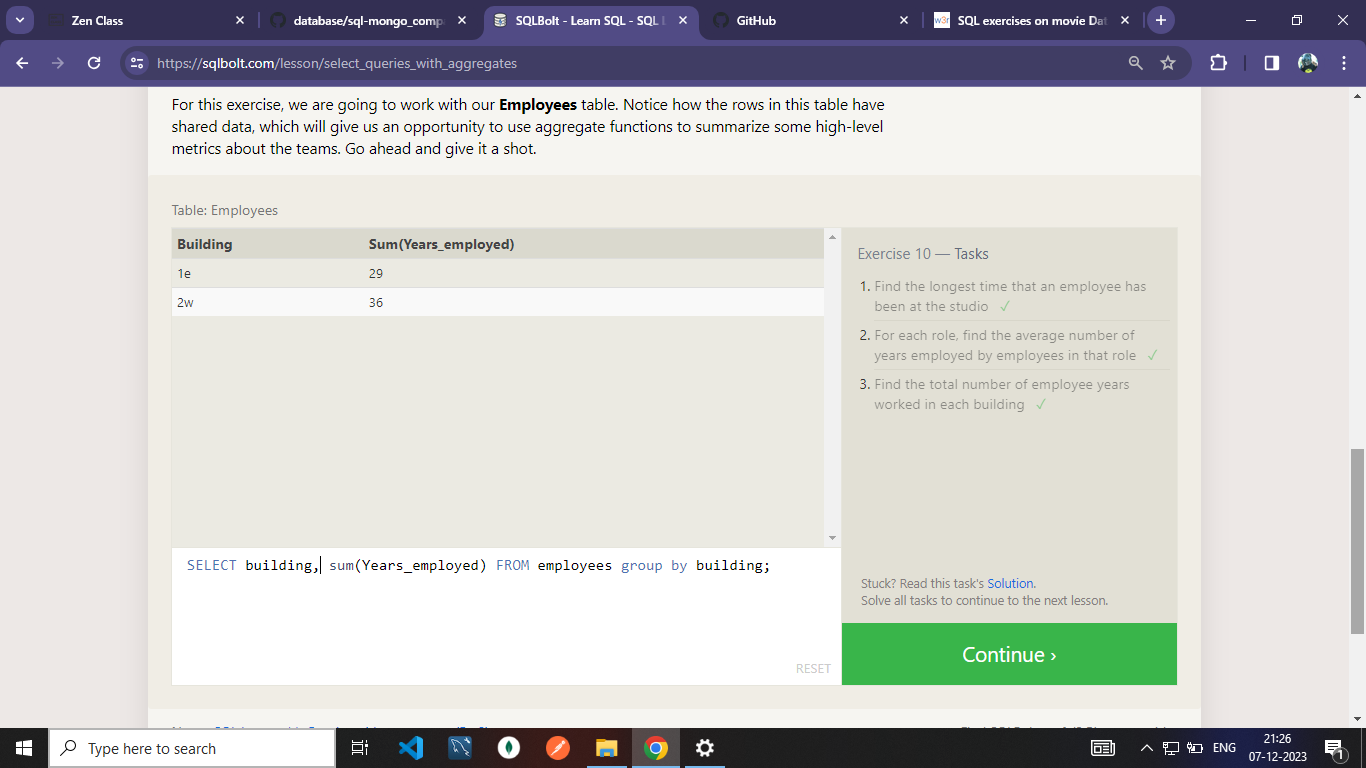 Zen Class
database/sql-mongo_comp
SQLBolt - Learn SQL - SQL
GitHub
w3r
SQL exercises on movie Dat
https://sqlbolt.com/lesson/select_queries_with_aggregates
For this exercise, we are going to work with our Employees table. Notice how the rows in this table have
shared data, which will give us an opportunity to use aggregate functions to summarize some high-level
metrics about the teams. Go ahead and give it a shot.
Table: Employees
Building Sum(Years_employed)
1e 29
2w 36
Exercise 10 — Tasks
1. Find the longest time that an employee has
been at the studio ✓
2. For each role, find the average number of
years employed by employees in that role ✓
3. Find the total number of employee years
worked in each building ✓
SELECT building, sum(Years_employed) FROM employees group by building;
RESET
Stuck? Read this task's Solution.
Solve all tasks to continue to the next lesson.
Continue ›
Type here to search
ENG
21:26
07-12-2023
1